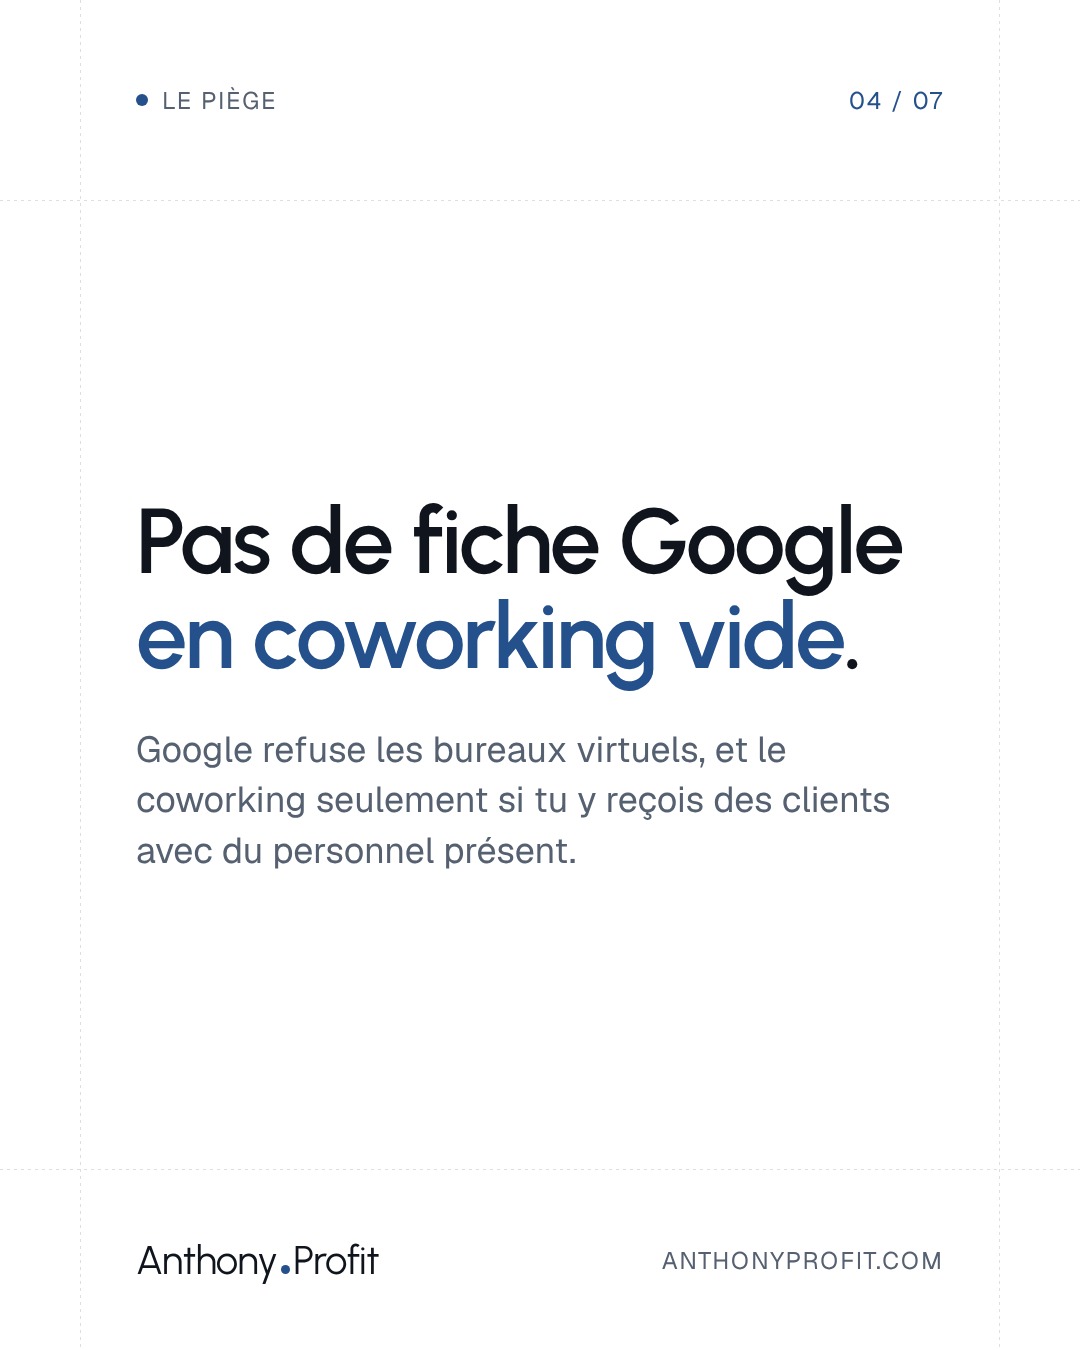 LE PIÈGE
04 / 07
Pas de fiche Google
en coworking vide.
Google refuse les bureaux virtuels, et le
coworking seulement si tu y reçois des clients
avec du personnel présent.
Anthony.Profit
ANTHONYPROFIT.COM